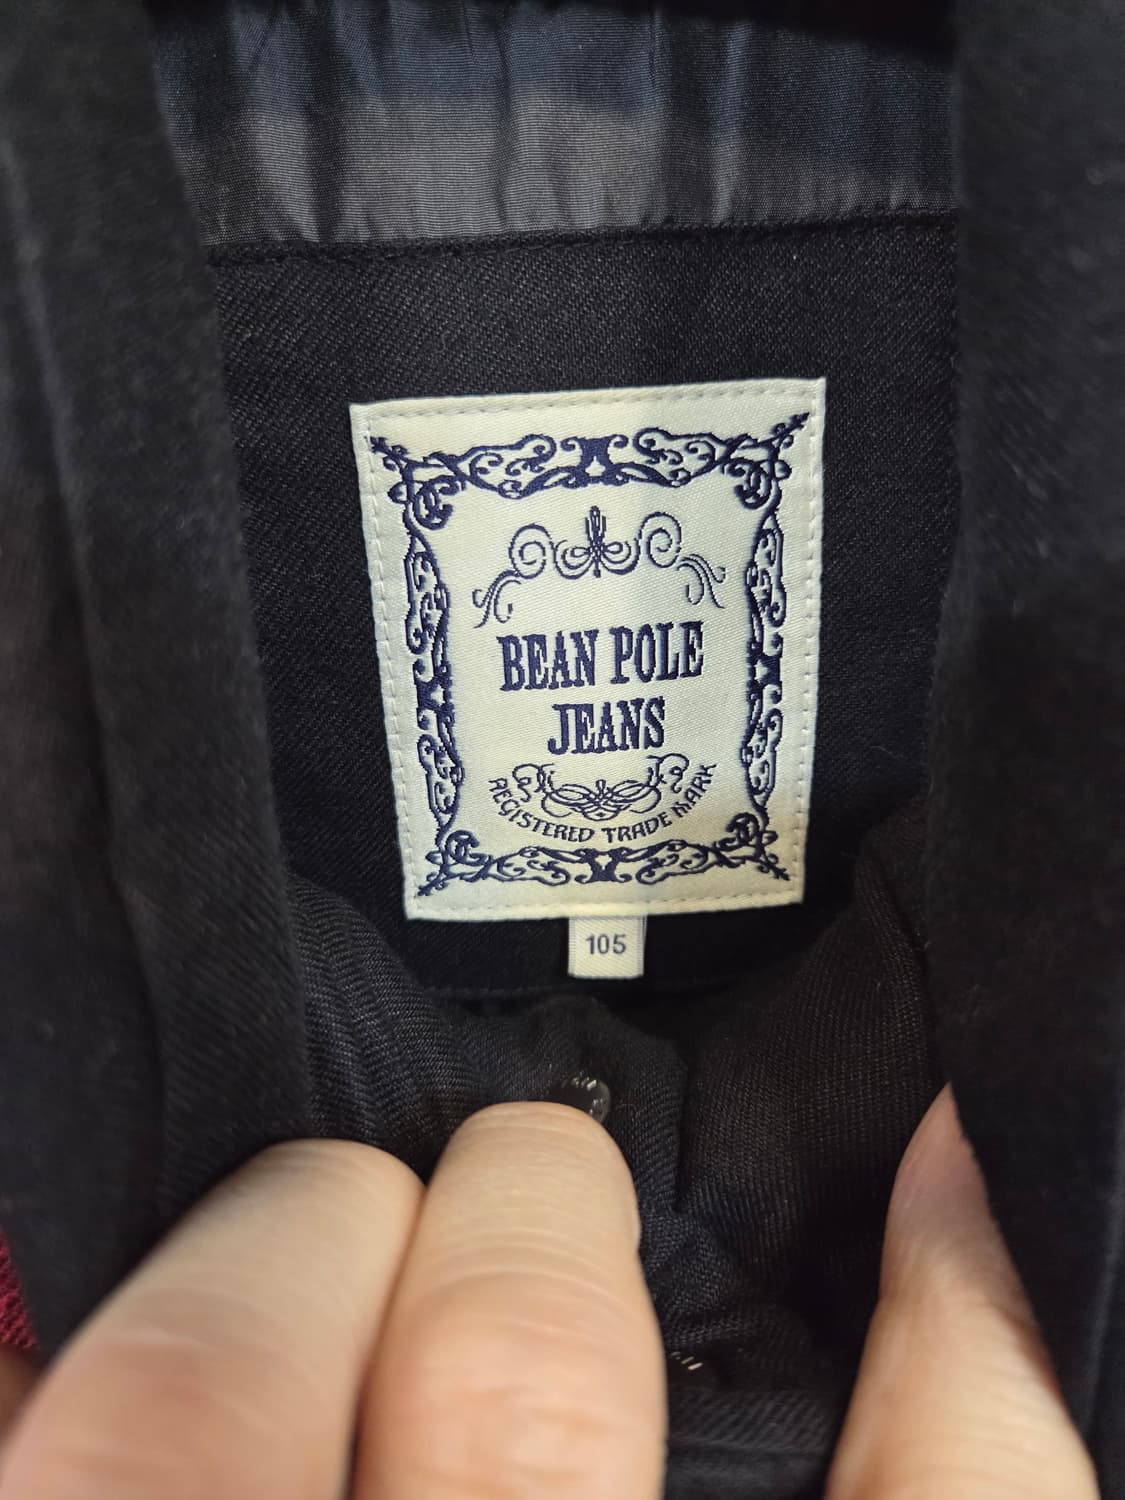 BEAN POLE
JEANS
REGISTERED TRADE MARK
105